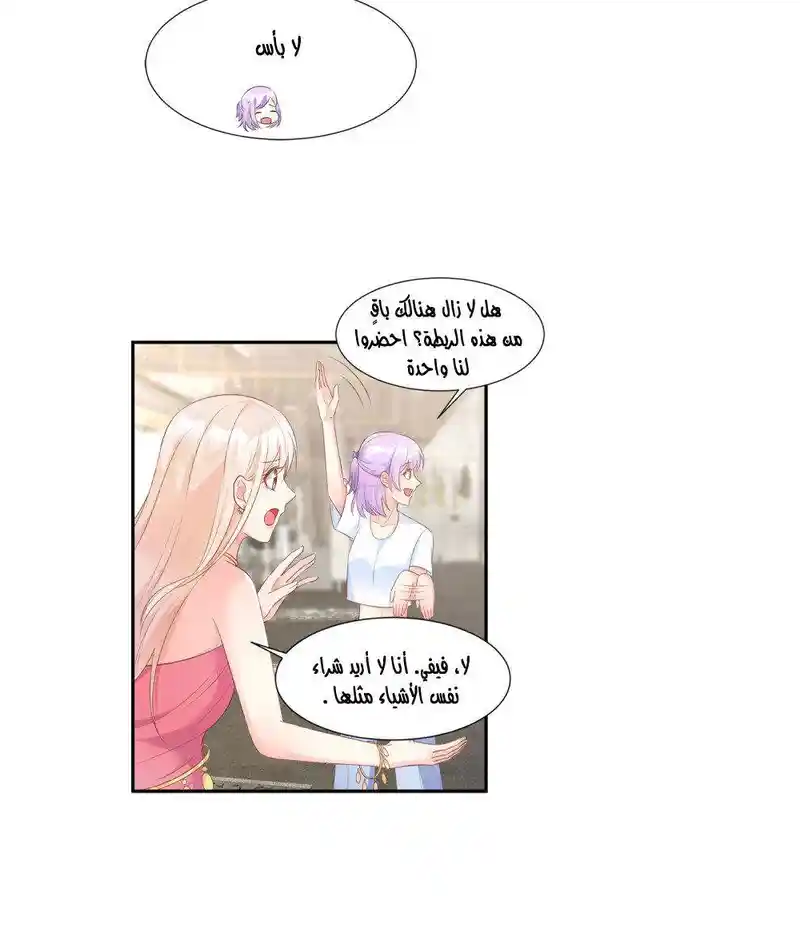 لا بأس
هل لا زال هنالك باقٍ
من هذه الربطة؟ احضروا
لنا واحدة
لا، فيفي. أنا لا أريد شراء
نفس الأشياء مثلها .